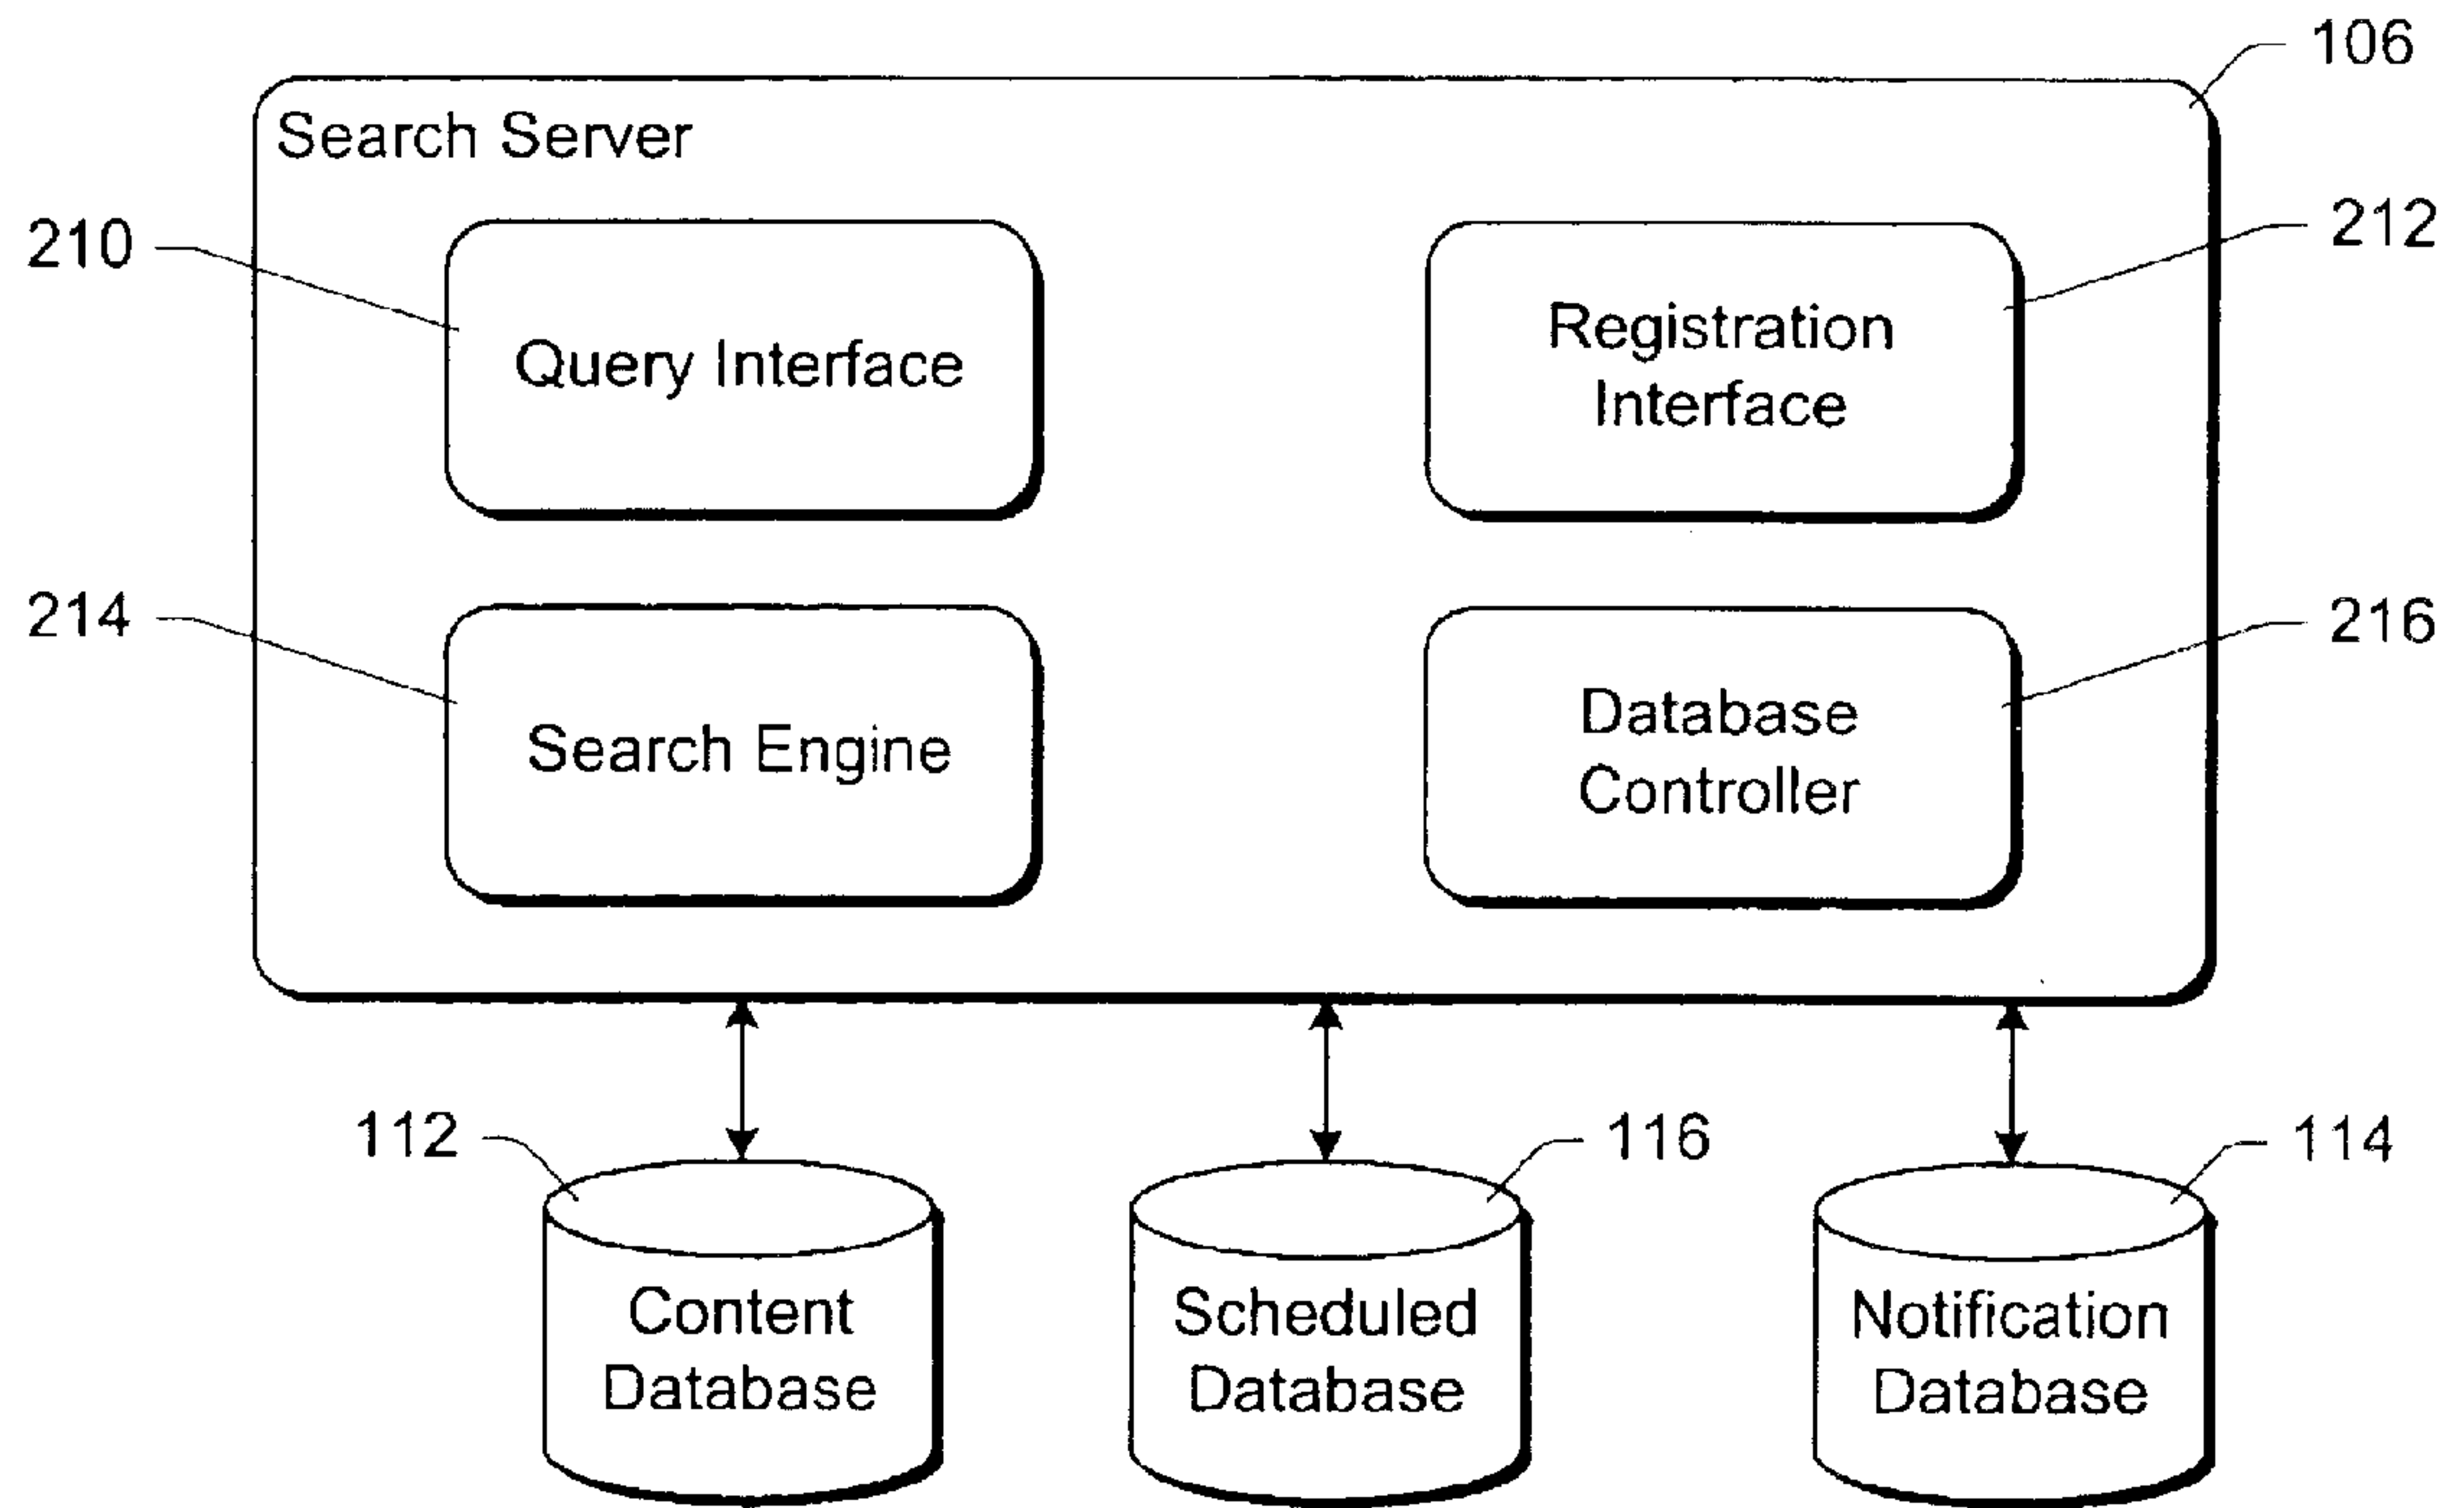 106
Search Server
210
212
Query Interface
Registration
Interface
214
216
Search Engine
Database
Controller
112
116
114
Content
Database
Scheduled
Database
Notification
Database